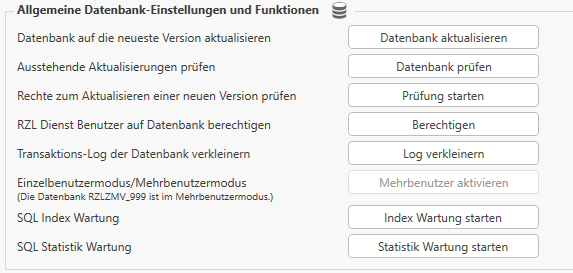 Allgemeine Datenbank-Einstellungen und Funktionen
Datenbank auf die neueste Version aktualisieren Datenbank aktualisieren
Ausstehende Aktualisierungen prüfen Datenbank prüfen
Rechte zum Aktualisieren einer neuen Version prüfen Prüfung starten
RZL Dienst Benutzer auf Datenbank berechtigen Berechtigen
Transaktions-Log der Datenbank verkleinern Log verkleinern
Einzelbenutzermodus/Mehrbenutzermodus Mehrbenutzer aktivieren
(Die Datenbank RZLZMV_999 ist im Mehrbenutzermodus.)
SQL Index Wartung Index Wartung starten
SQL Statistik Wartung Statistik Wartung starten